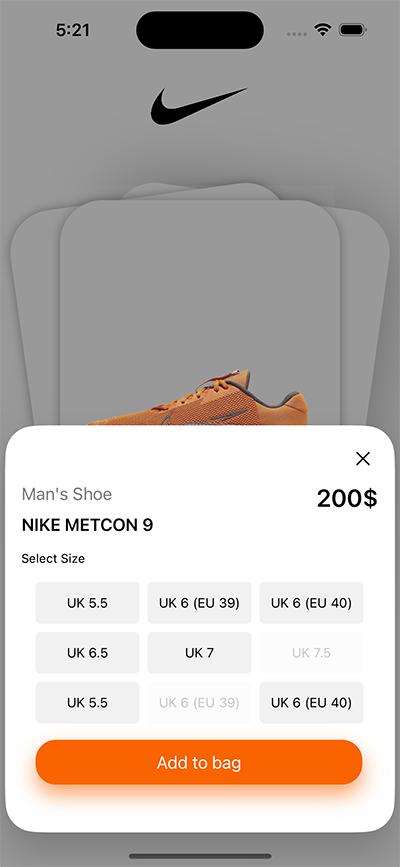 5:21
Man's Shoe
200$
NIKE METCON 9
Select Size
UK 5.5 UK 6 (EU 39) UK 6 (EU 40)
UK 6.5 UK 7 UK 7.5
UK 5.5 UK 6 (EU 39) UK 6 (EU 40)
Add to bag